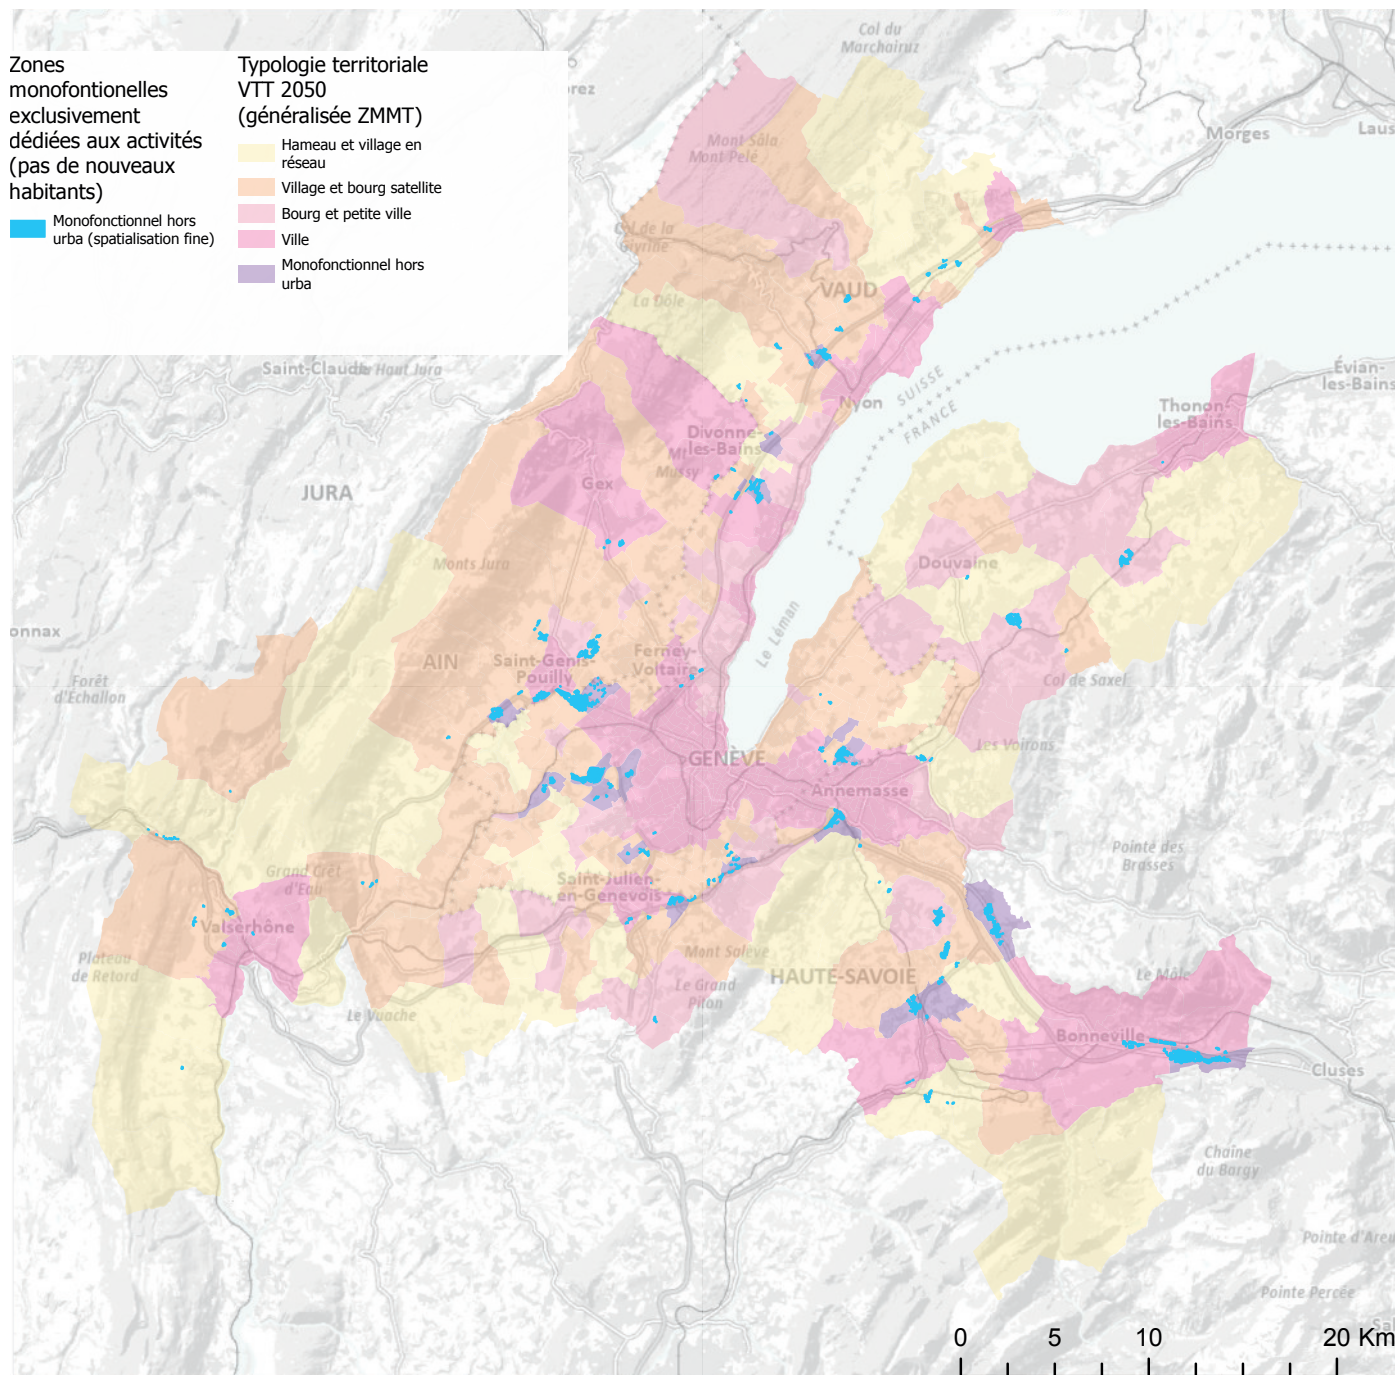 Zones
monofontionelles
exclusivement
dédiées aux activités
(pas de nouveaux
habitants)
Monofonctionnel hors
urba (spatialisation fine)
Typologie territoriale
VTT 2050
(généralisée ZMMT)
Hameau et village en
réseau
Village et bourg satellite
Bourg et petite ville
Ville
Monofonctionnel hors
urba
Col du
Marchairuz
Morges
Mont Sâla
Mont Pelé
Col de la
Givrine
VAUD
La Dôle
Saint-Claude
Haut Jura
SUISSE
FRANCE
Nyon
Évian-
les-Bains
Thonon-
les-Bains
Divonne-
les-Bains
Mussy
Gex
JURA
Monts Jura
Douvaine
Le Léman
onnax
AIN
Saint-Genis-
Pouilly
Ferney-
Voltaire
Forêt
d'Échallon
Col de Saxel
Les Voirons
GENÈVE
Annemasse
Pointe des
Brasses
Grand Crêt
d'Eau
Saint-Julien-
en-Genevois
Valserhône
Plateau
de Retord
Mont Salève
Le Grand
Piton
HAUTE-SAVOIE
Le Môle
Le Vuache
Bonneville
Cluses
Chaîne
du Bargy
Pointe d'Areu
Pointe Percée
0 5 10 20 Km